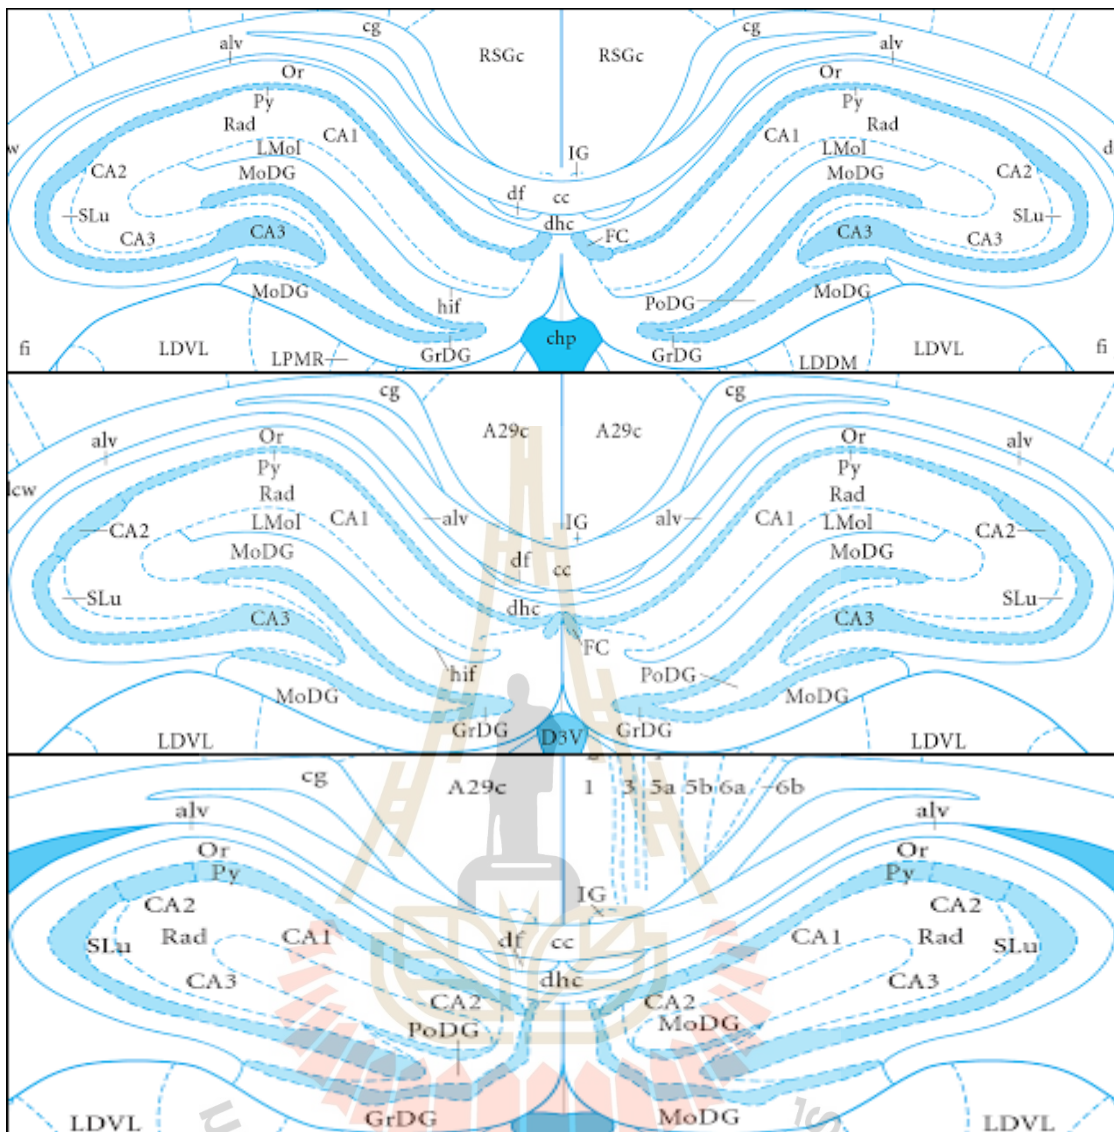 cg cg
alv RSGc RSGc alv
Or Or
Py Py
Rad CA1 CA1 Rad
LMol IG LMol
w d
CA2 MoDG MoDG CA2
df cc
SLu dhc SLu
CA3 CA3 FC CA3 CA3
MoDG hif PoDG MoDG
fi LDVL LPMR GrDG chp GrDG LDDM LDVL fi
cg cg
alv Or A29c A29c Or alv
Py Py
lcw Rad Rad
CA2 LMol CA1 alv IG alv CA1 LMol CA2
MoDG df cc MoDG
SLu dhc SLu
CA3 CA3
hif FC PoDG
MoDG MoDG
LDVL GrDG D3V GrDG LDVL
cg A29c 1 3 5a 5b 6a 6b
alv alv
Or Or
Py Py
CA2 IG CA2
SLu Rad CA1 df cc CA1 Rad SLu
CA3 dhc CA3
CA2 CA2
PoDG MoDG
LDVL GrDG MoDG LDVL